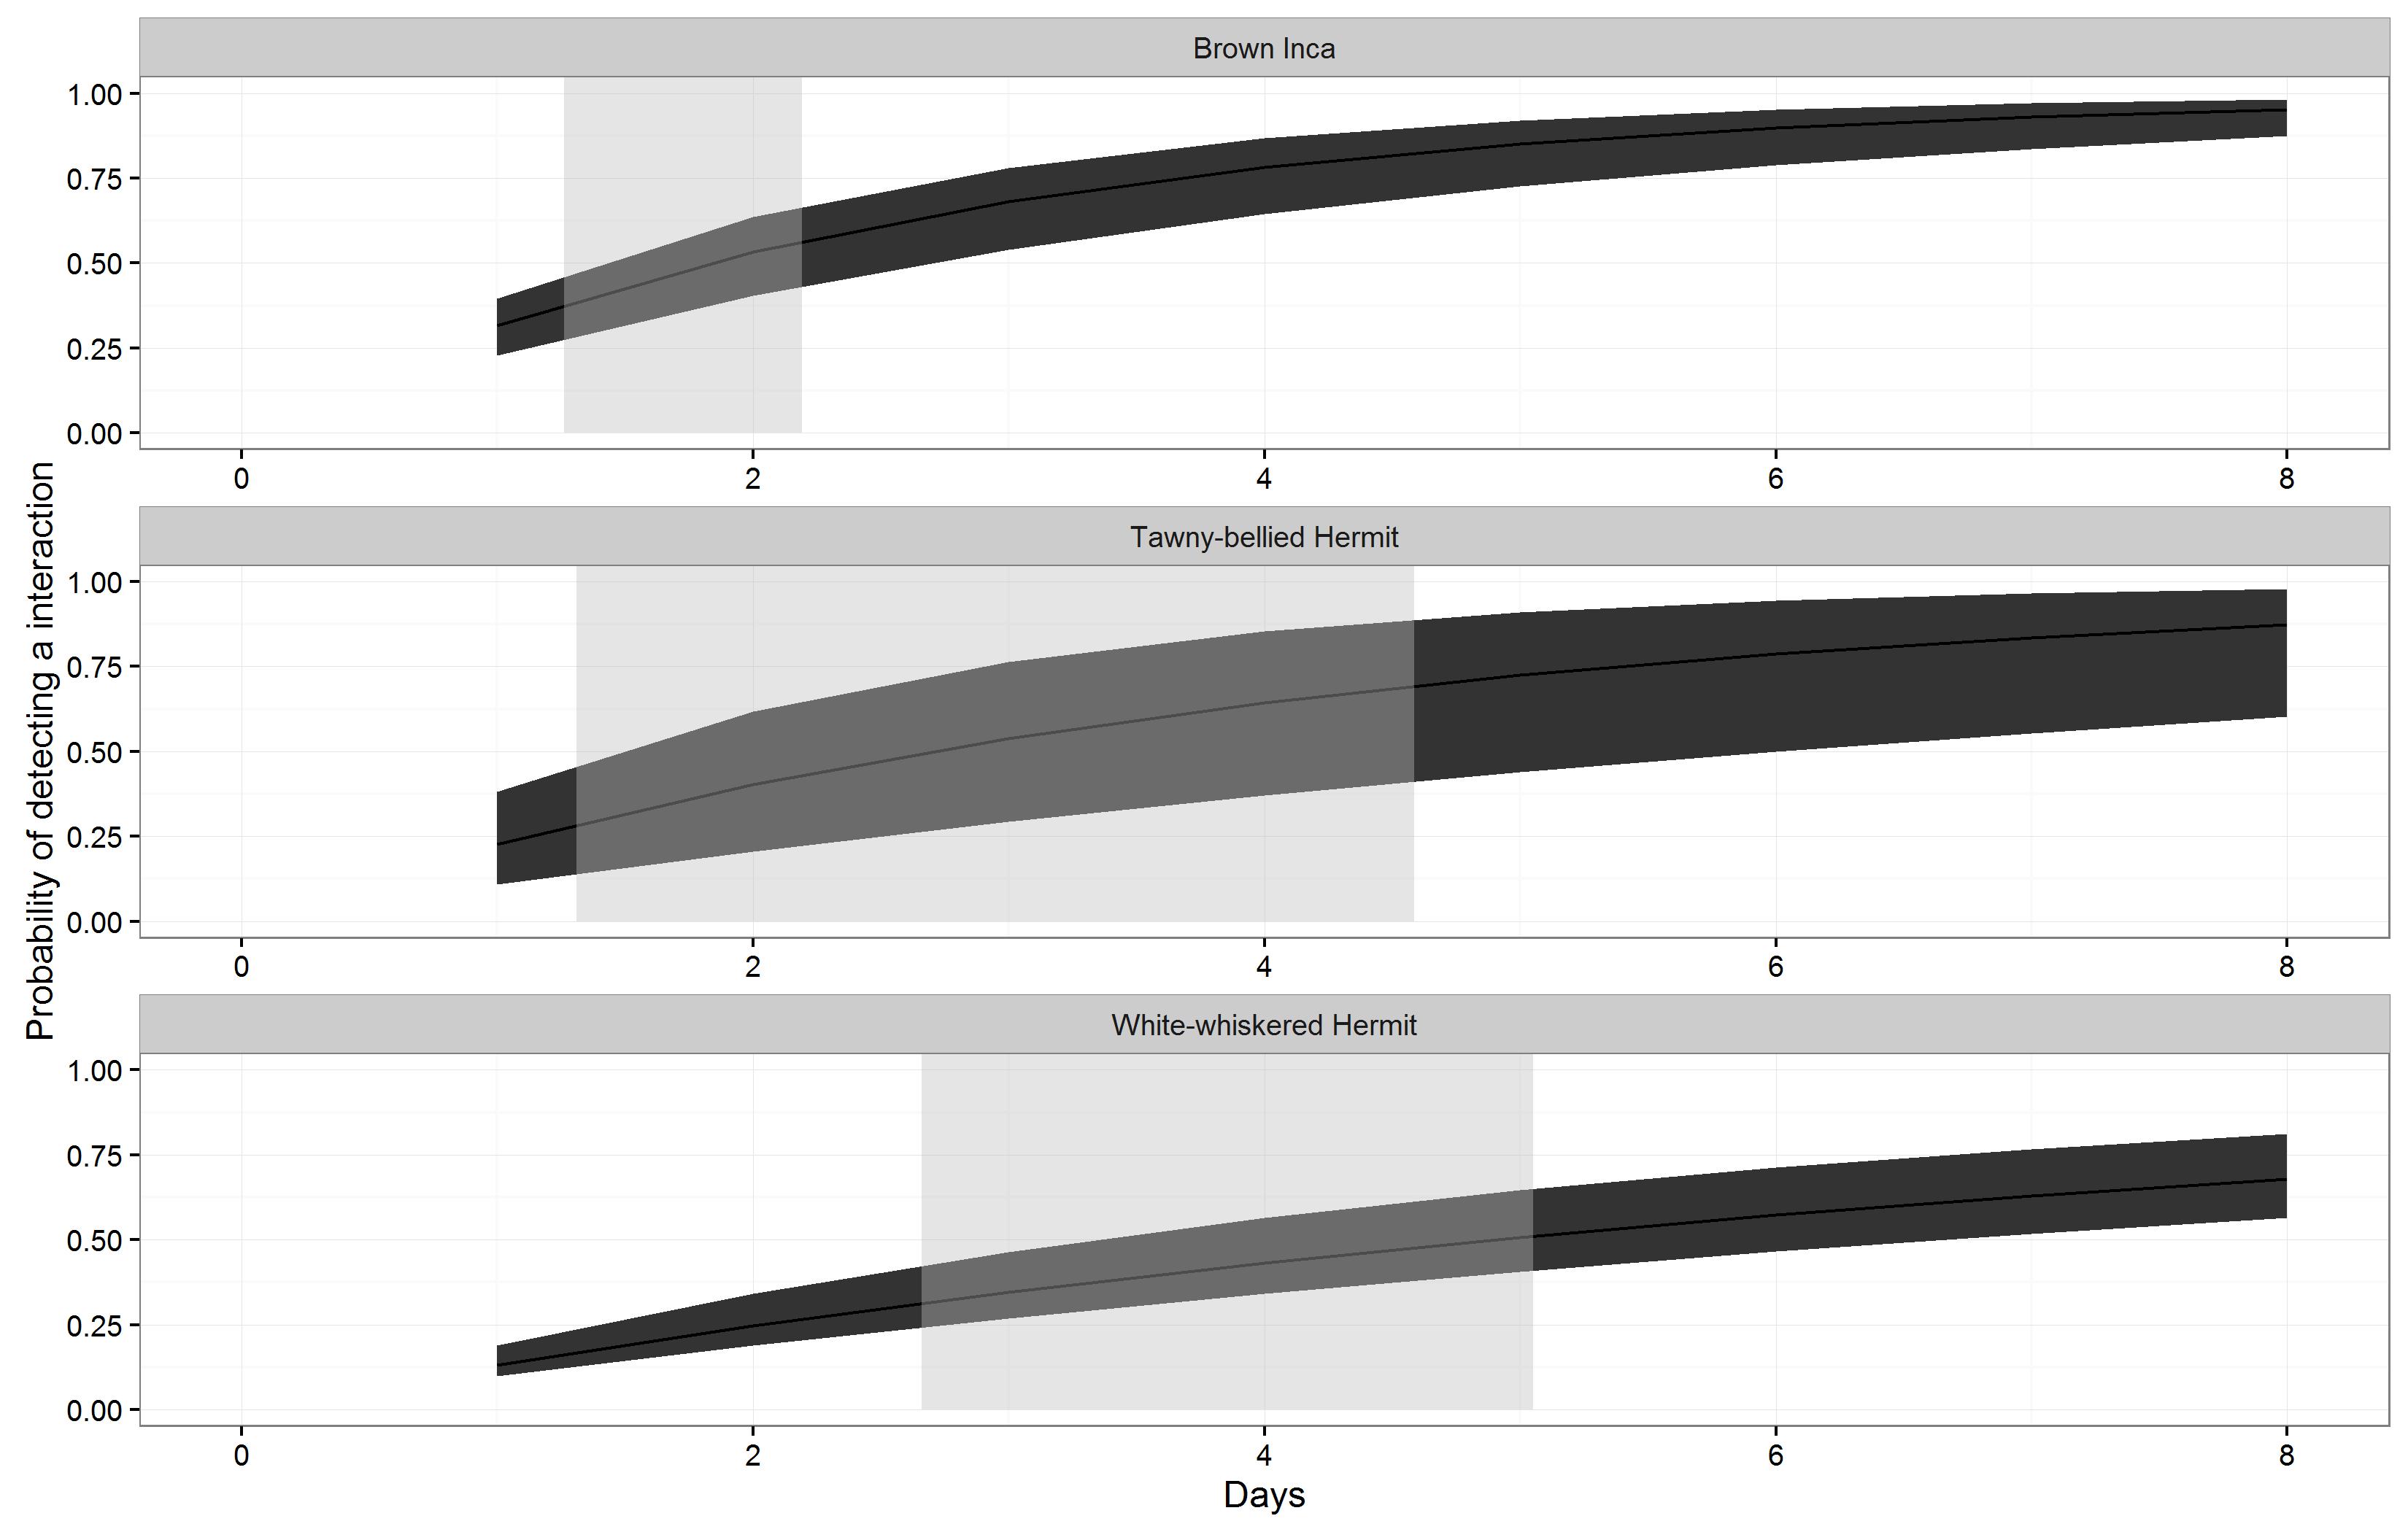 Brown Inca
1.00
0.75
0.50
0.25
0.00
0 2 4 6 8
Tawny-bellied Hermit
1.00
0.75
0.50
0.25
0.00
0 2 4 6 8
White-whiskered Hermit
1.00
0.75
0.50
0.25
0.00
0 2 4 6 8
Days
Probability of detecting a interaction